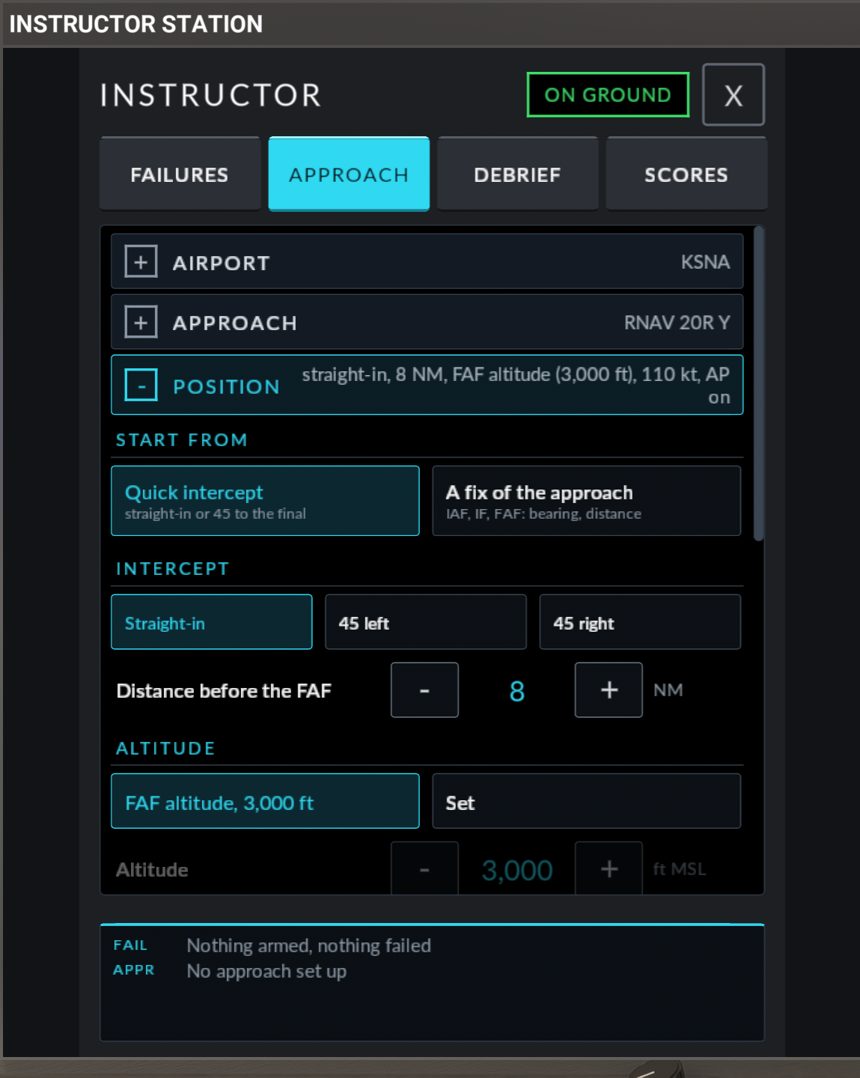 INSTRUCTOR STATION
INSTRUCTOR
ON GROUND
X
FAILURES
APPROACH
DEBRIEF
SCORES
+ AIRPORT KSNA
+ APPROACH RNAV 20R Y
- POSITION straight-in, 8 NM, FAF altitude (3,000 ft), 110 kt, AP
on
START FROM
Quick intercept
straight-in or 45 to the final
A fix of the approach
IAF, IF, FAF: bearing, distance
INTERCEPT
Straight-in
45 left
45 right
Distance before the FAF - 8 + NM
ALTITUDE
FAF altitude, 3,000 ft
Set
Altitude - 3,000 + ft MSL
FAIL Nothing armed, nothing failed
APPR No approach set up